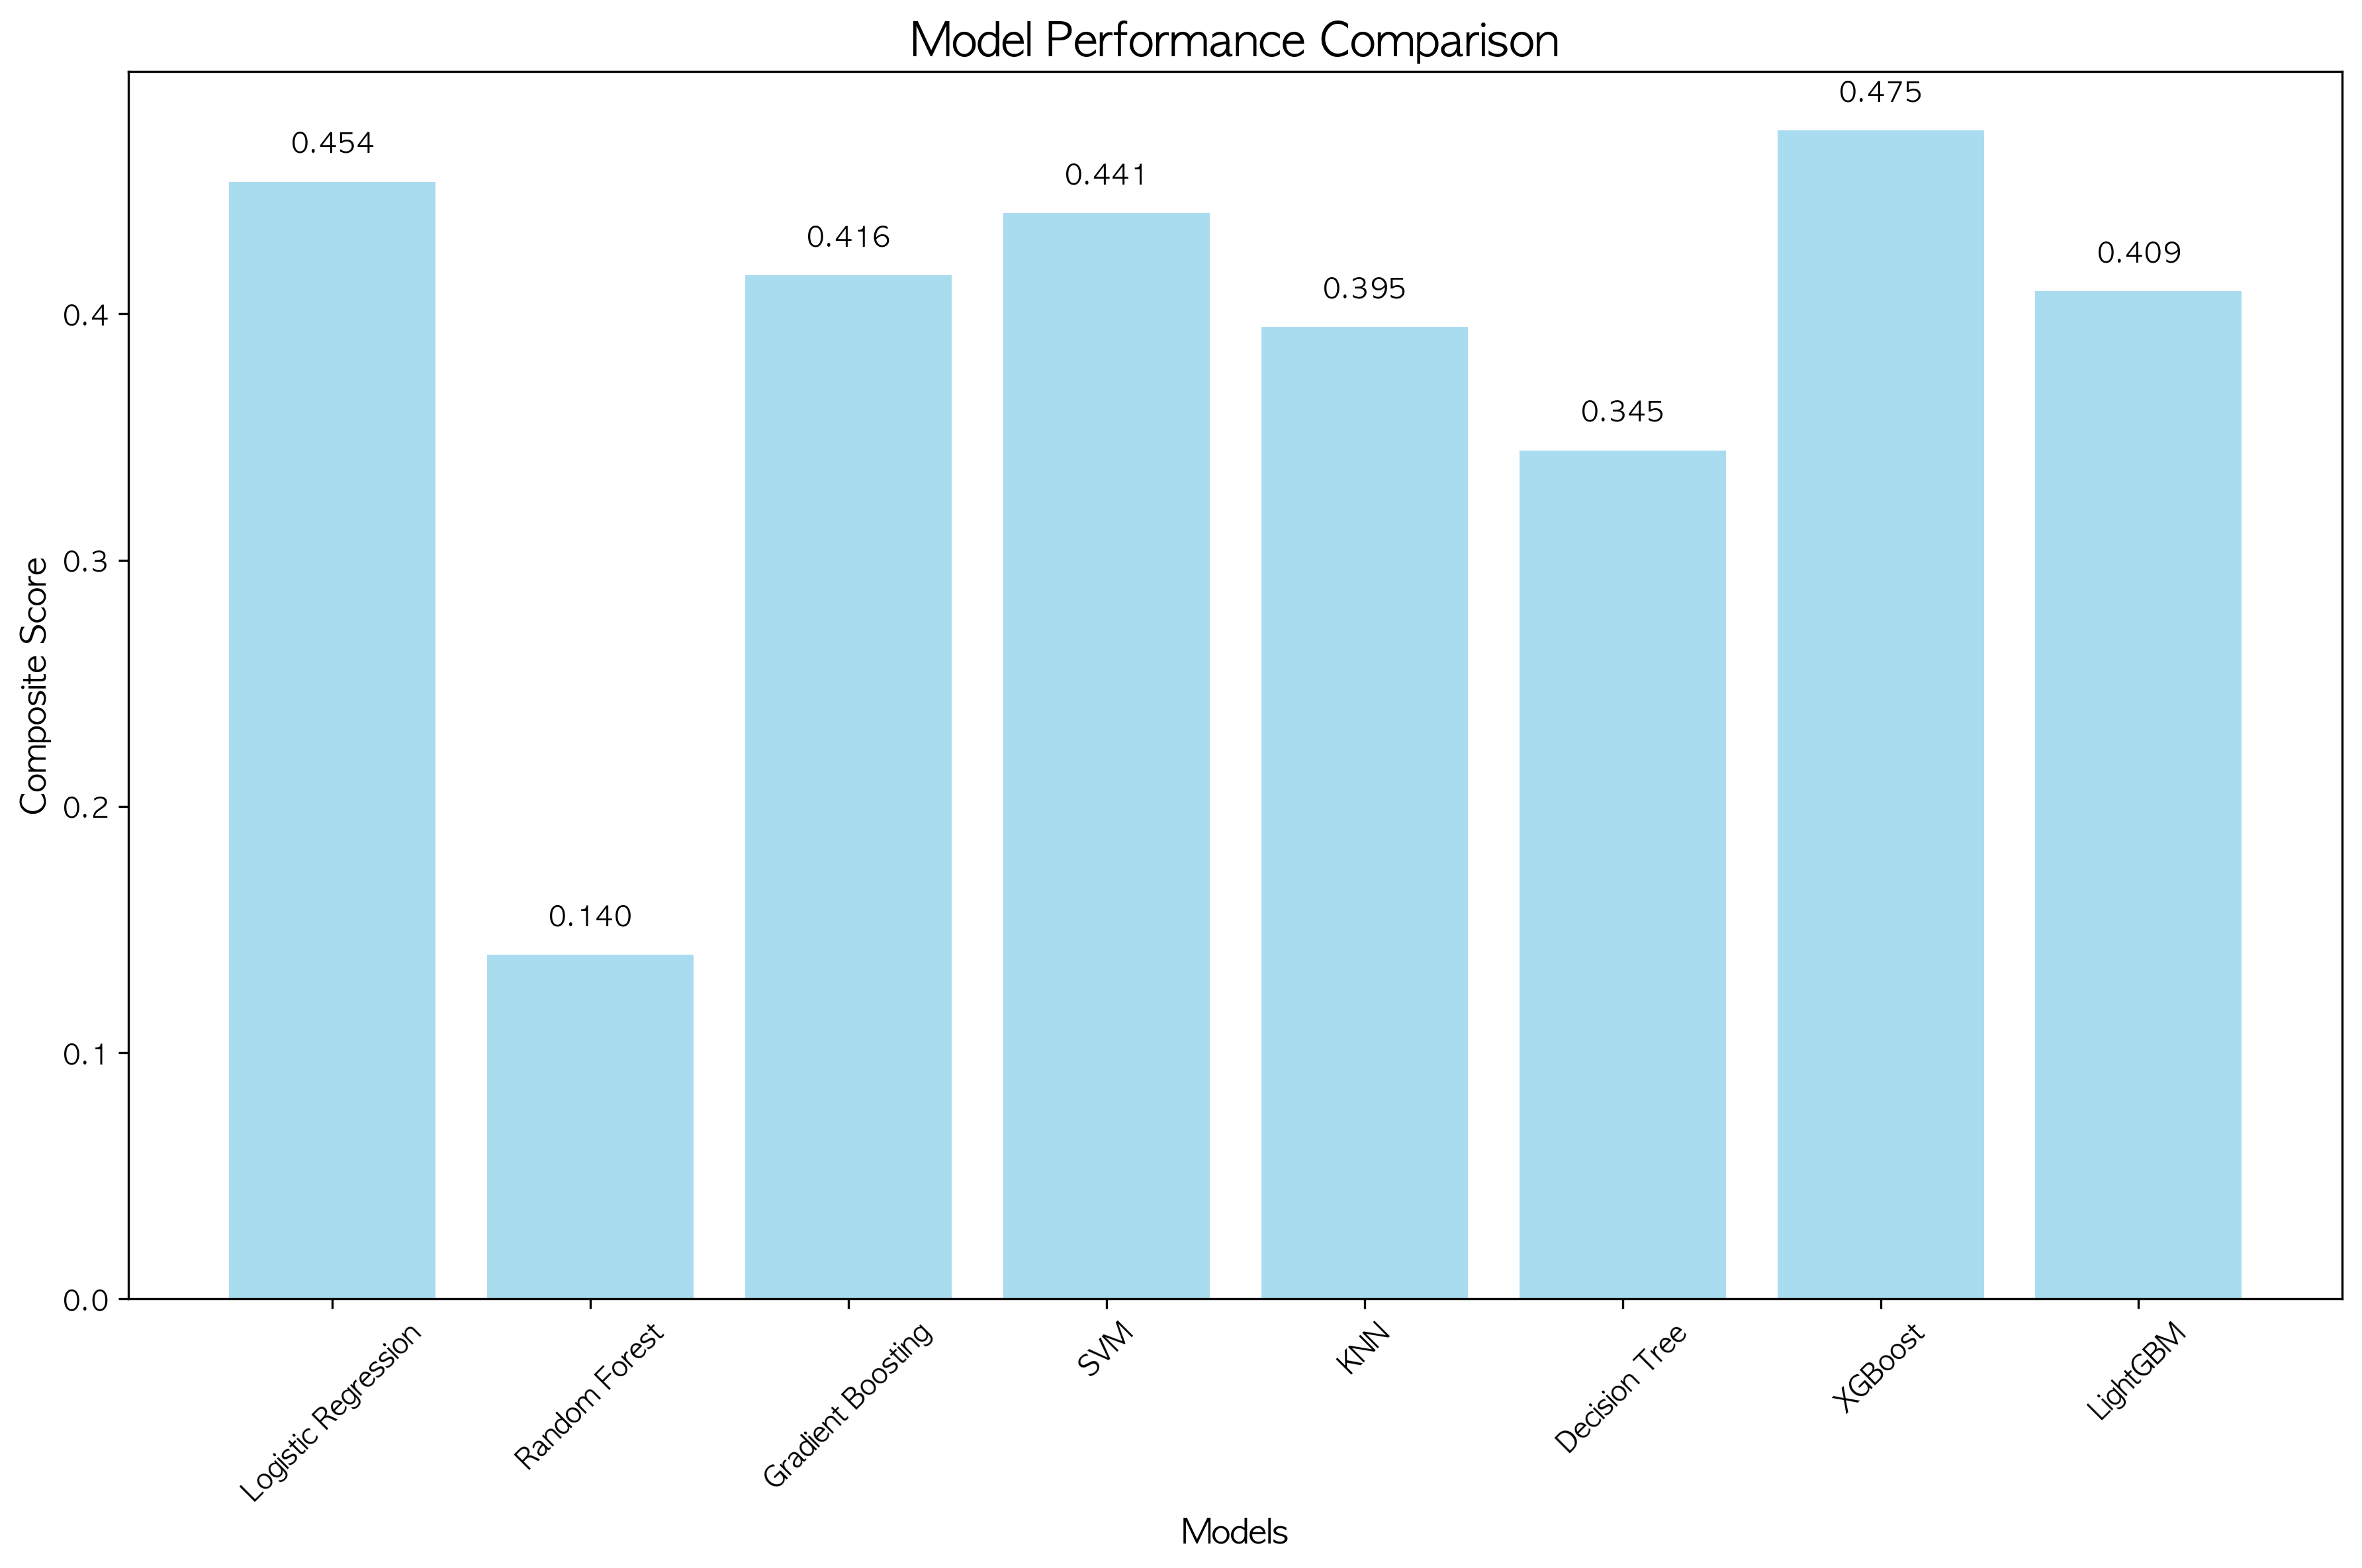 Model Performance Comparison
0.475
0.454
0.441
0.416
0.409
0.395
0.345
0.140
Composite Score
0.4
0.3
0.2
0.1
0.0
Logistic Regression
Random Forest
Gradient Boosting
SVM
KNN
Decision Tree
XGBoost
LightGBM
Models